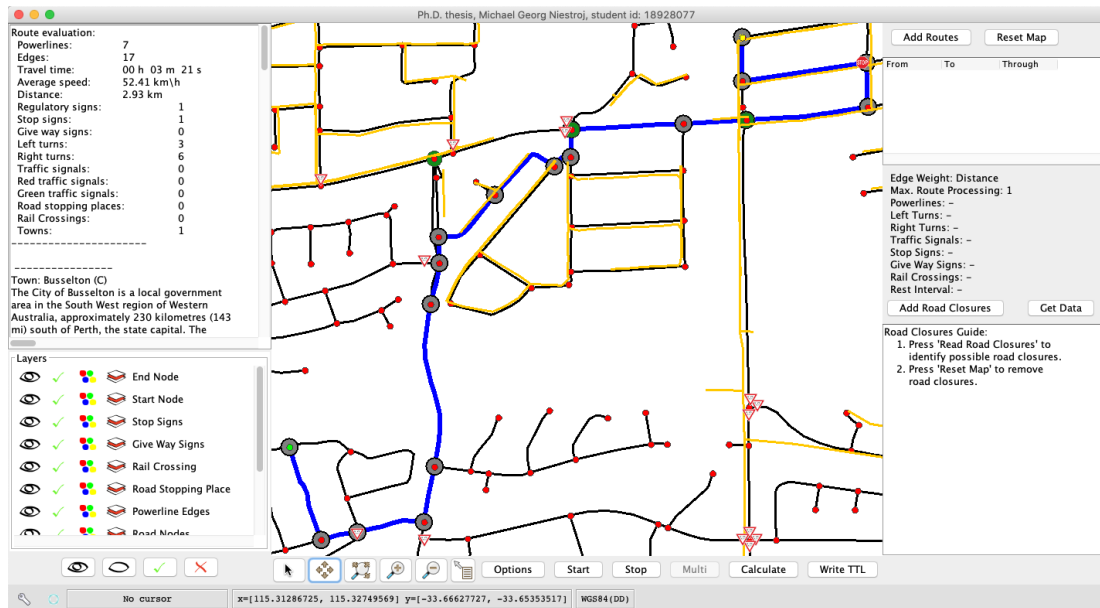 Ph.D. thesis, Michael Georg Niestroj, student id: 18928077
Route evaluation:
Powerlines: 7
Edges: 17
Travel time: 00 h 03 m 21 s
Average speed: 52.41 km\h
Distance: 2.93 km
Regulatory signs: 1
Stop signs: 1
Give way signs: 0
Left turns: 3
Right turns: 6
Traffic signals: 0
Red traffic signals: 0
Green traffic signals: 0
Road stopping places: 0
Rail Crossings: 0
Towns: 1
-----------------------
----------------
Town: Busselton (C)
The City of Busselton is a local government
area in the South West region of Western
Australia, approximately 230 kilometres (143
mi) south of Perth, the state capital. The
Layers
End Node
Start Node
Stop Signs
Give Way Signs
Rail Crossing
Road Stopping Place
Powerline Edges
Road Nodes
STOP
Add Routes Reset Map
From To Through
Edge Weight: Distance
Max. Route Processing: 1
Powerlines: –
Left Turns: –
Right Turns: –
Traffic Signals: –
Stop Signs: –
Give Way Signs: –
Rail Crossings: –
Rest Interval: –
Add Road Closures Get Data
Road Closures Guide:
1. Press 'Read Road Closures' to
identify possible road closures.
2. Press 'Reset Map' to remove
road closures.
Options Start Stop Multi Calculate Write TTL
No cursor x=[115.31286725, 115.32749569] y=[-33.66627727, -33.65353517] WGS84(DD)